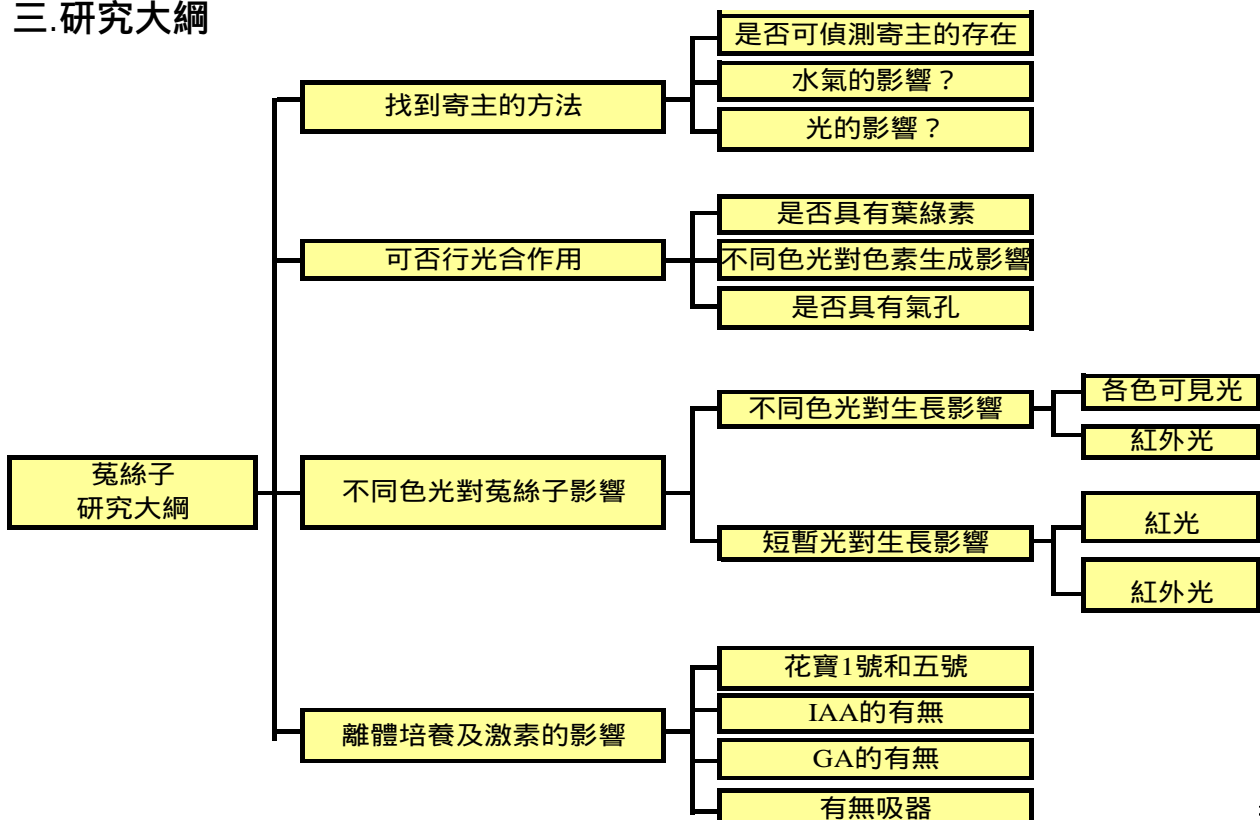 三.研究大綱
菟絲子
研究大綱
找到寄主的方法
是否可偵測寄主的存在
水氣的影響？
光的影響？
可否行光合作用
是否具有葉綠素
不同色光對色素生成影響
是否具有氣孔
不同色光對菟絲子影響
不同色光對生長影響
各色可見光
紅外光
短暫光對生長影響
紅光
紅外光
離體培養及激素的影響
花寶1號和五號
IAA的有無
GA的有無
有無吸器